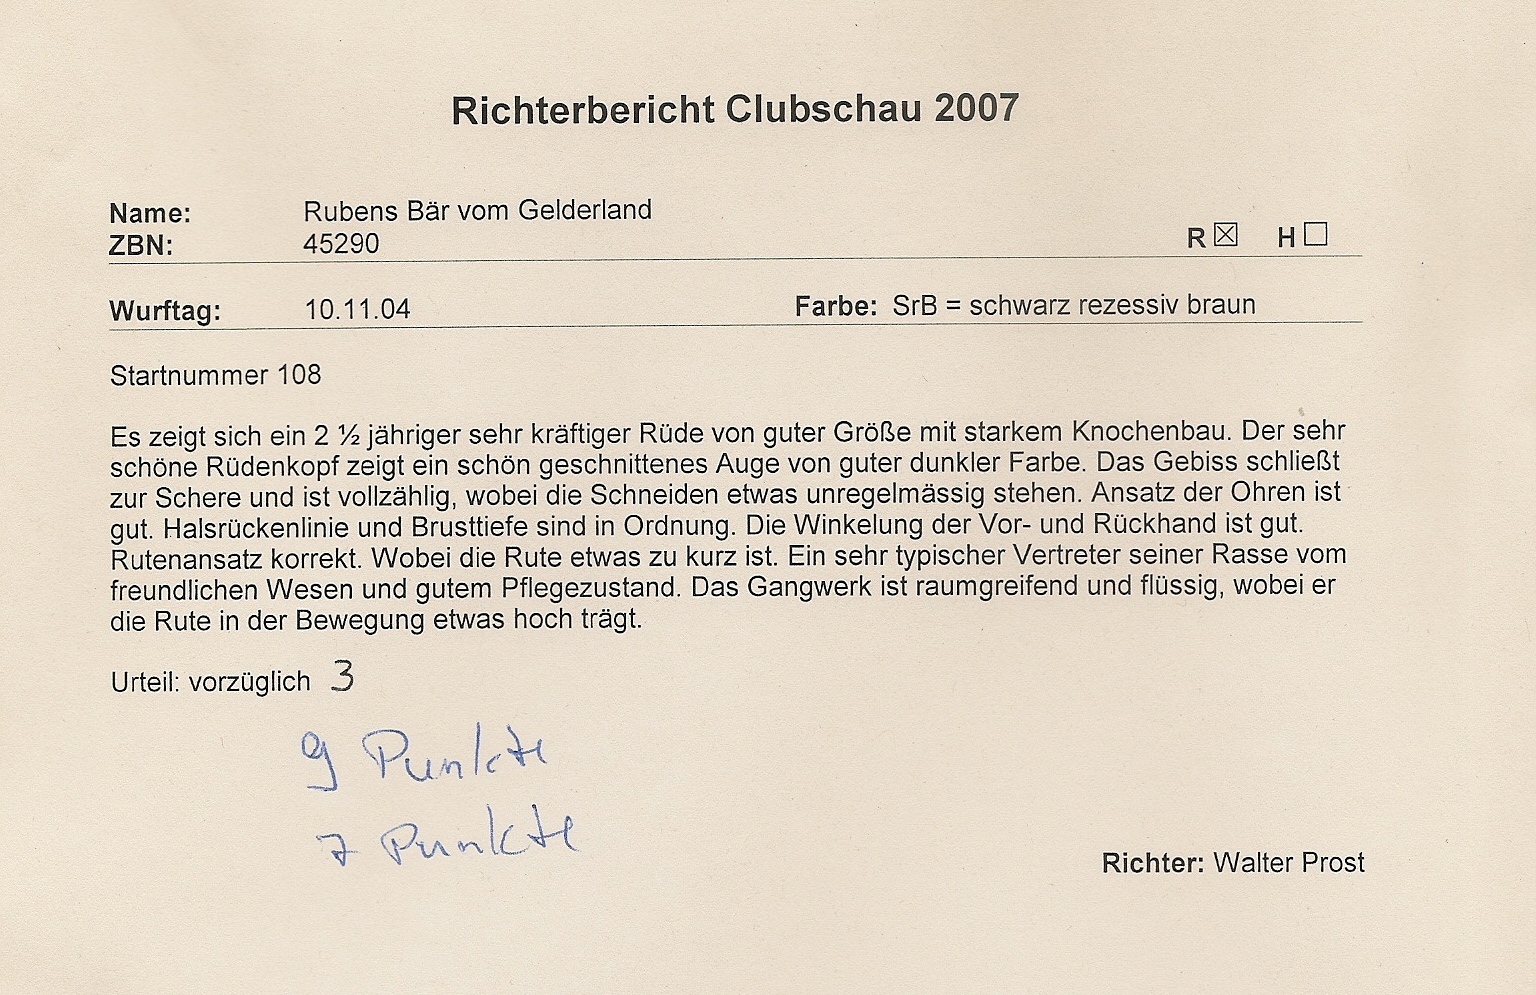 Richterbericht Clubschau 2007
Name: Rubens Bär vom Gelderland
ZBN: 45290 R ☒ H ☐
Wurftag: 10.11.04 Farbe: SrB = schwarz rezessiv braun
Startnummer 108
Es zeigt sich ein 2 ½ jähriger sehr kräftiger Rüde von guter Größe mit starkem Knochenbau. Der sehr
schöne Rüdenkopf zeigt ein schön geschnittenes Auge von guter dunkler Farbe. Das Gebiss schließt
zur Schere und ist vollzählig, wobei die Schneiden etwas unregelmässig stehen. Ansatz der Ohren ist
gut. Halsrückenlinie und Brusttiefe sind in Ordnung. Die Winkelung der Vor- und Rückhand ist gut.
Rutenansatz korrekt. Wobei die Rute etwas zu kurz ist. Ein sehr typischer Vertreter seiner Rasse vom
freundlichen Wesen und gutem Pflegezustand. Das Gangwerk ist raumgreifend und flüssig, wobei er
die Rute in der Bewegung etwas hoch trägt.
Urteil: vorzüglich 3
9 Punkte
7 Punkte
Richter: Walter Prost